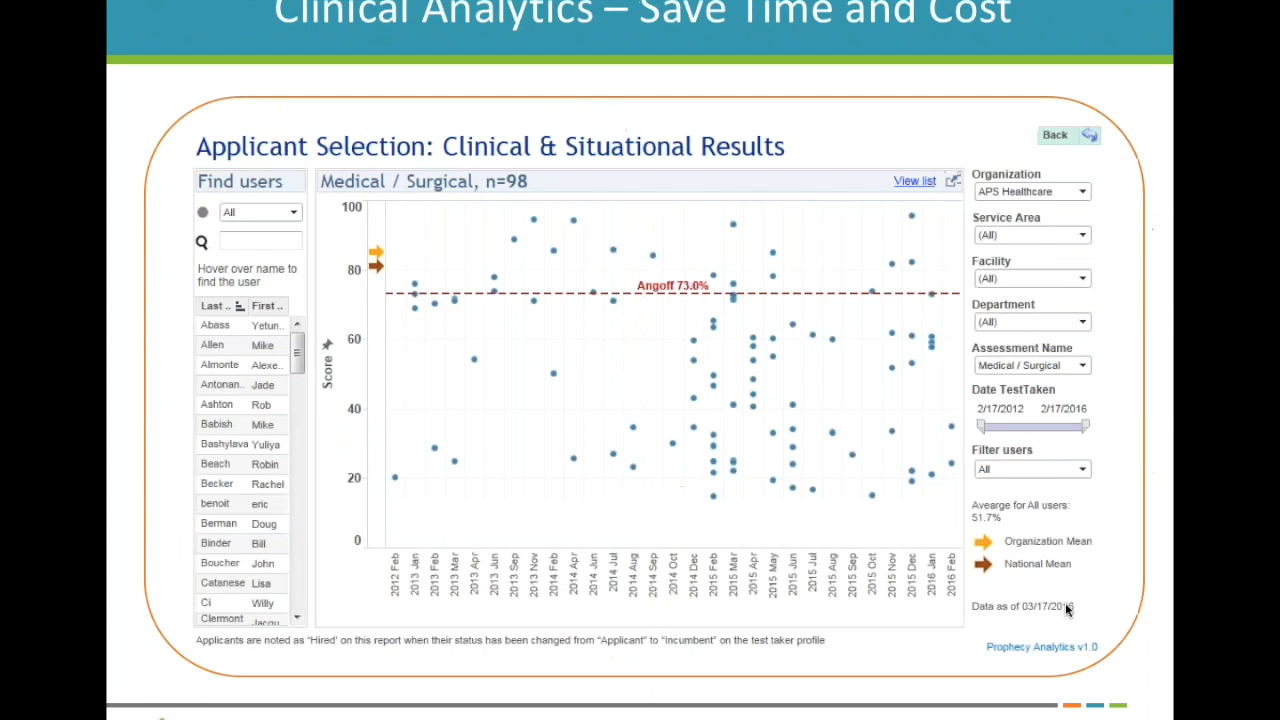 Clinical Analytics – Save Time and Cost
Applicant Selection: Clinical & Situational Results
Back
Find users
All
Hover over name to
find the user
Last .. First ..
Abass Yetun..
Allen Mike
Almonte Alexe..
Antonan.. Jade
Ashton Rob
Babish Mike
Bashylava Yuliya
Beach Robin
Becker Rachel
benoit eric
Berman Doug
Binder Bill
Boucher John
Catanese Lisa
Ci Willy
Clermont Jacqu..
Medical / Surgical, n=98
View list
Score
100
80
60
40
20
0
Angoff 73.0%
2012 Feb
2013 Jan
2013 Feb
2013 Mar
2013 Apr
2013 Jun
2013 Sep
2013 Nov
2014 Feb
2014 Apr
2014 Jun
2014 Jul
2014 Aug
2014 Sep
2014 Oct
2014 Dec
2015 Feb
2015 Mar
2015 Apr
2015 May
2015 Jun
2015 Jul
2015 Aug
2015 Sep
2015 Oct
2015 Nov
2015 Dec
2016 Jan
2016 Feb
Organization
APS Healthcare
Service Area
(All)
Facility
(All)
Department
(All)
Assessment Name
Medical / Surgical
Date TestTaken
2/17/2012 2/17/2016
Filter users
All
Avearge for All users:
51.7%
Organization Mean
National Mean
Data as of 03/17/2016
Applicants are noted as “Hired” on this report when their status has been changed from “Applicant” to “Incumbent” on the test taker profile
Prophecy Analytics v1.0